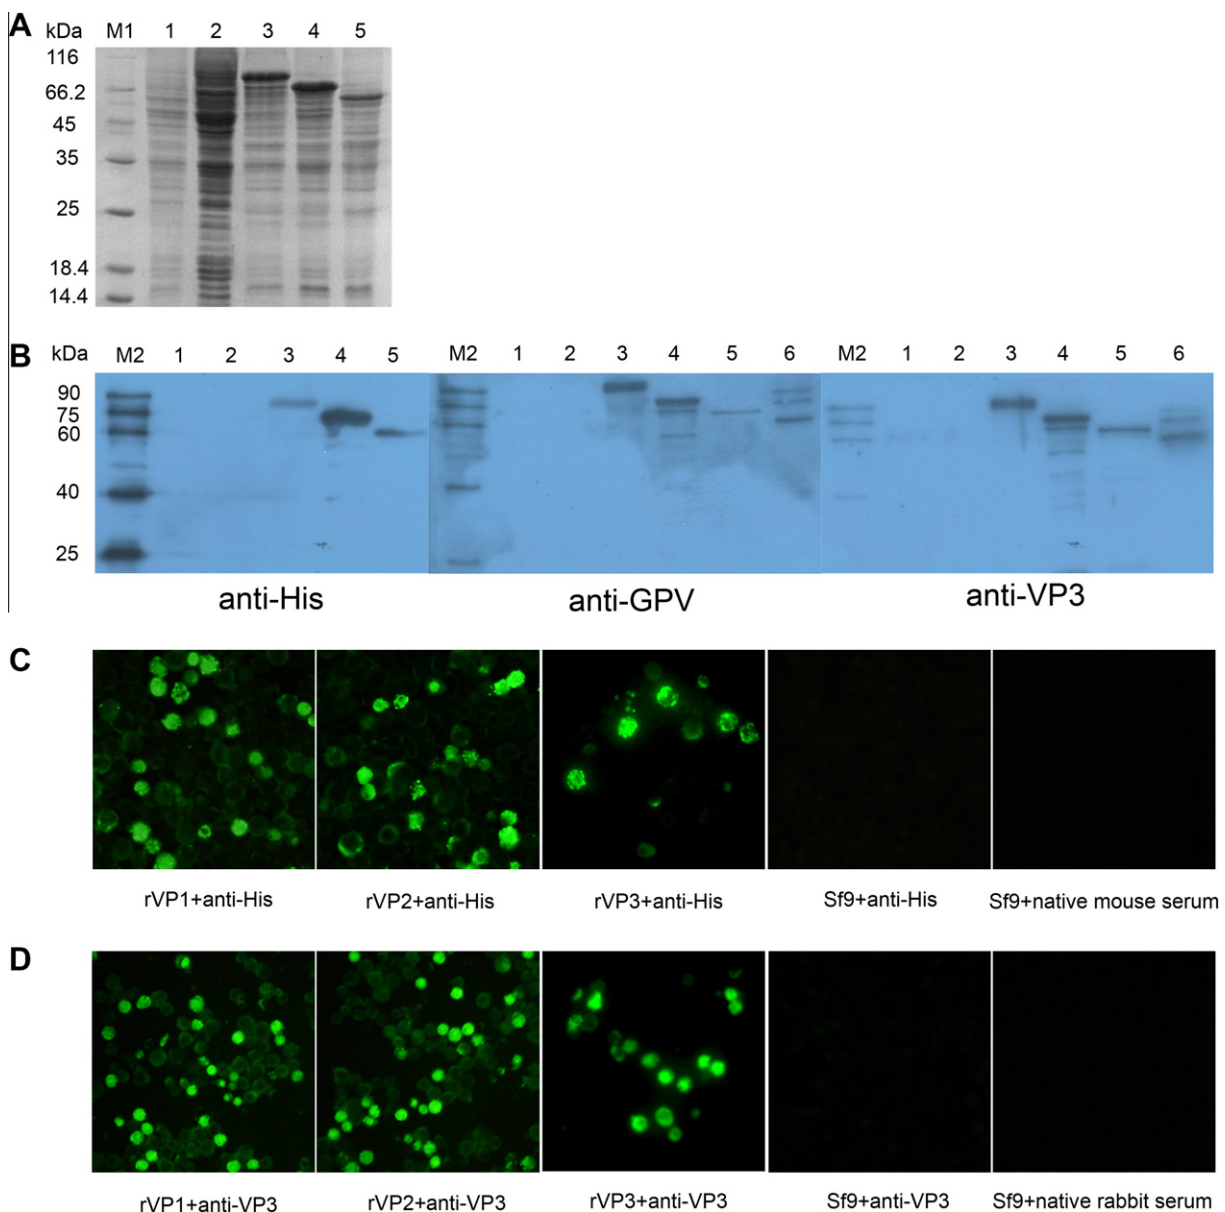 A
kDa M1 1 2 3 4 5
116
66.2
45
35
25
18.4
14.4
B
kDa M2 1 2 3 4 5 M2 1 2 3 4 5 6 M2 1 2 3 4 5 6
90
75
60
40
25
anti-His anti-GPV anti-VP3
C
rVP1+anti-His rVP2+anti-His rVP3+anti-His Sf9+anti-His Sf9+native mouse serum
D
rVP1+anti-VP3 rVP2+anti-VP3 rVP3+anti-VP3 Sf9+anti-VP3 Sf9+native rabbit serum